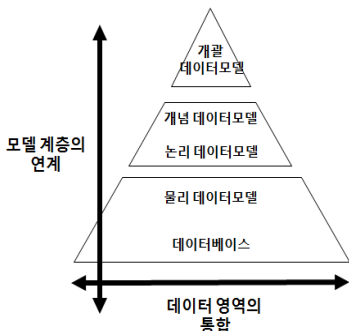 개괄
데이터모델
개념 데이터모델
논리 데이터모델
모델 계층의
연계
물리 데이터모델
데이터베이스
데이터 영역의
통합